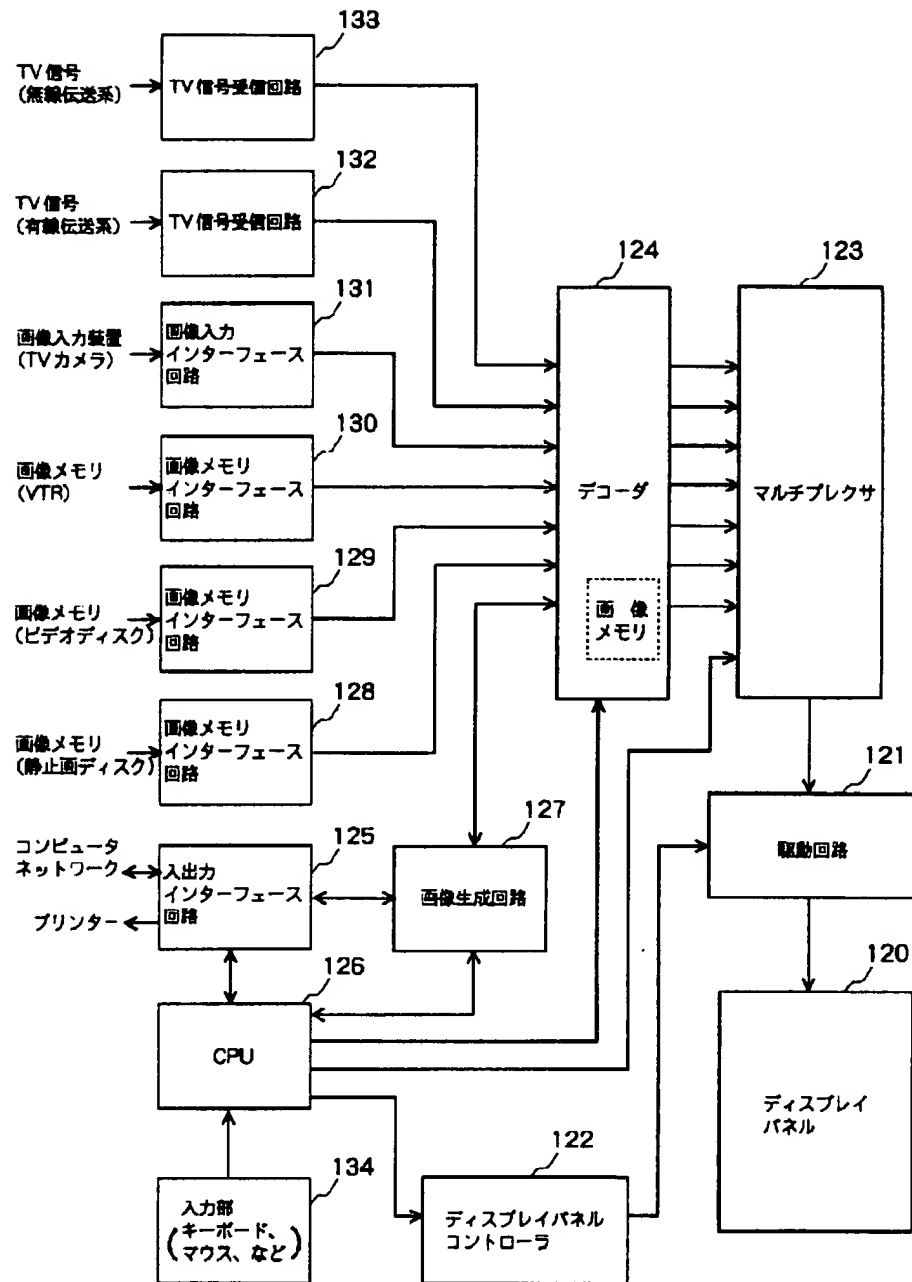 133
TV 信号
(無線伝送系)
TV 信号受信回路
132
TV 信号
(有線伝送系)
TV 信号受信回路
131
画像入力装置
(TV カメラ)
画像入力
インターフェース
回路
130
画像メモリ
(VTR)
画像メモリ
インターフェース
回路
129
画像メモリ
(ビデオディスク)
画像メモリ
インターフェース
回路
128
画像メモリ
(静止画ディスク)
画像メモリ
インターフェース
回路
124
デコーダ
画 像
メモリ
123
マルチプレクサ
125
コンピュータ
ネットワーク
プリンター
入出力
インターフェース
回路
127
画像生成回路
121
駆動回路
126
CPU
120
ディスプレイ
パネル
134
入力部
(キーボード、
マウス、など)
122
ディスプレイパネル
コントローラ